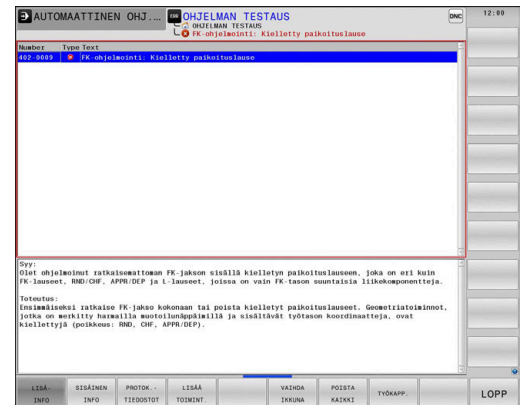 AUTOMAATTINEN OHJ....
ERR OHJELMAN TESTAUS
OHJELMAN TESTAUS
FK-ohjelmointi: Kielletty paikoituslause
DNC
12:00
Number Type Text
402-0009 FK-ohjelmointi: Kielletty paikoituslause
Syy:
Olet ohjelmoinut ratkaisemattoman FK-jakson sisällä kielletyn paikoituslauseen, joka on eri kuin
FK-lauseet, RND/CHF, APPR/DEP ja L-lauseet, joissa on vain FK-tason suuntaisia liikekomponentteja.
Toteutus:
Ensimmäiseksi ratkaise FK-jakso kokonaan tai poista kielletyt paikoituslauseet. Geometriatoiminnot,
jotka on merkitty harmailla muotoilunäppäimillä ja sisältävät työtason koordinaatteja, ovat
kiellettyjä (poikkeus: RND, CHF, APPR/DEP).
LISÄ-
INFO
SISÄINEN
INFO
PROTOK.-
TIEDOSTOT
LISÄÄ
TOIMINT.
VAIHDA
IKKUNA
POISTA
KAIKKI
TYÖKAPP.
LOPP